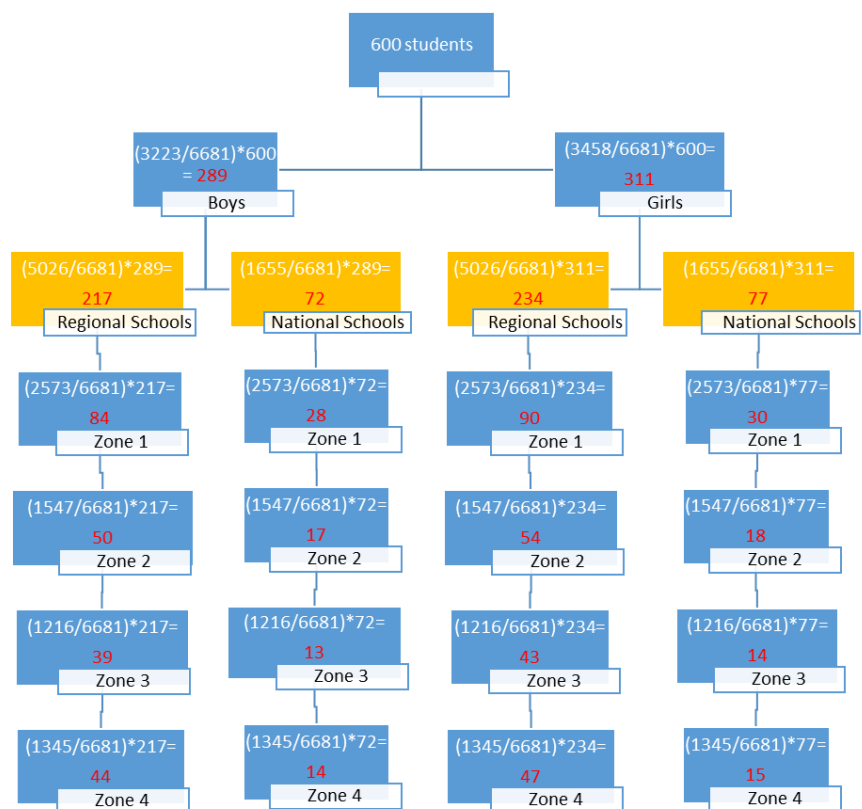 600 students
(3223/6681)*600
= 289
Boys
(3458/6681)*600=
311
Girls
(5026/6681)*289=
217
Regional Schools
(1655/6681)*289=
72
National Schools
(5026/6681)*311=
234
Regional Schools
(1655/6681)*311=
77
National Schools
(2573/6681)*217=
84
Zone 1
(2573/6681)*72=
28
Zone 1
(2573/6681)*234=
90
Zone 1
(2573/6681)*77=
30
Zone 1
(1547/6681)*217=
50
Zone 2
(1547/6681)*72=
17
Zone 2
(1547/6681)*234=
54
Zone 2
(1547/6681)*77=
18
Zone 2
(1216/6681)*217=
39
Zone 3
(1216/6681)*72=
13
Zone 3
(1216/6681)*234=
43
Zone 3
(1216/6681)*77=
14
Zone 3
(1345/6681)*217=
44
Zone 4
(1345/6681)*72=
14
Zone 4
(1345/6681)*234=
47
Zone 4
(1345/6681)*77=
15
Zone 4